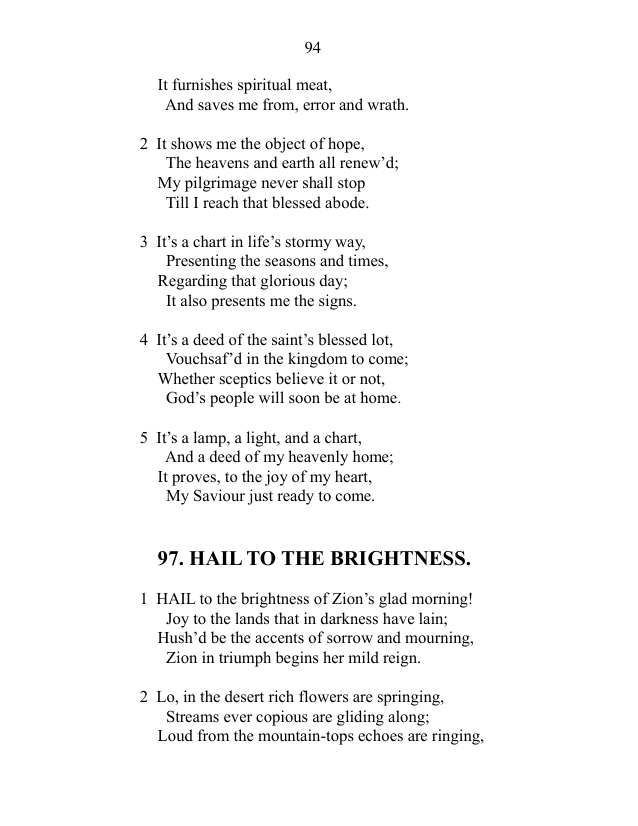 94
It furnishes spiritual meat,
And saves me from, error and wrath.
2 It shows me the object of hope,
The heavens and earth all renew’d;
My pilgrimage never shall stop
Till I reach that blessed abode.
3 It’s a chart in life’s stormy way,
Presenting the seasons and times,
Regarding that glorious day;
It also presents me the signs.
4 It’s a deed of the saint’s blessed lot,
Vouchsaf’d in the kingdom to come;
Whether sceptics believe it or not,
God’s people will soon be at home.
5 It’s a lamp, a light, and a chart,
And a deed of my heavenly home;
It proves, to the joy of my heart,
My Saviour just ready to come.
97. HAIL TO THE BRIGHTNESS.
1 HAIL to the brightness of Zion’s glad morning!
Joy to the lands that in darkness have lain;
Hush’d be the accents of sorrow and mourning,
Zion in triumph begins her mild reign.
2 Lo, in the desert rich flowers are springing,
Streams ever copious are gliding along;
Loud from the mountain-tops echoes are ringing,